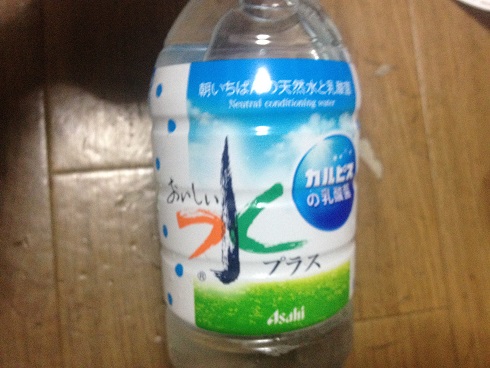 朝いちばんの天然水と乳酸菌
Neutral conditioning water
おいしい
水
プラス
カルピス
の乳酸菌
®
Asahi